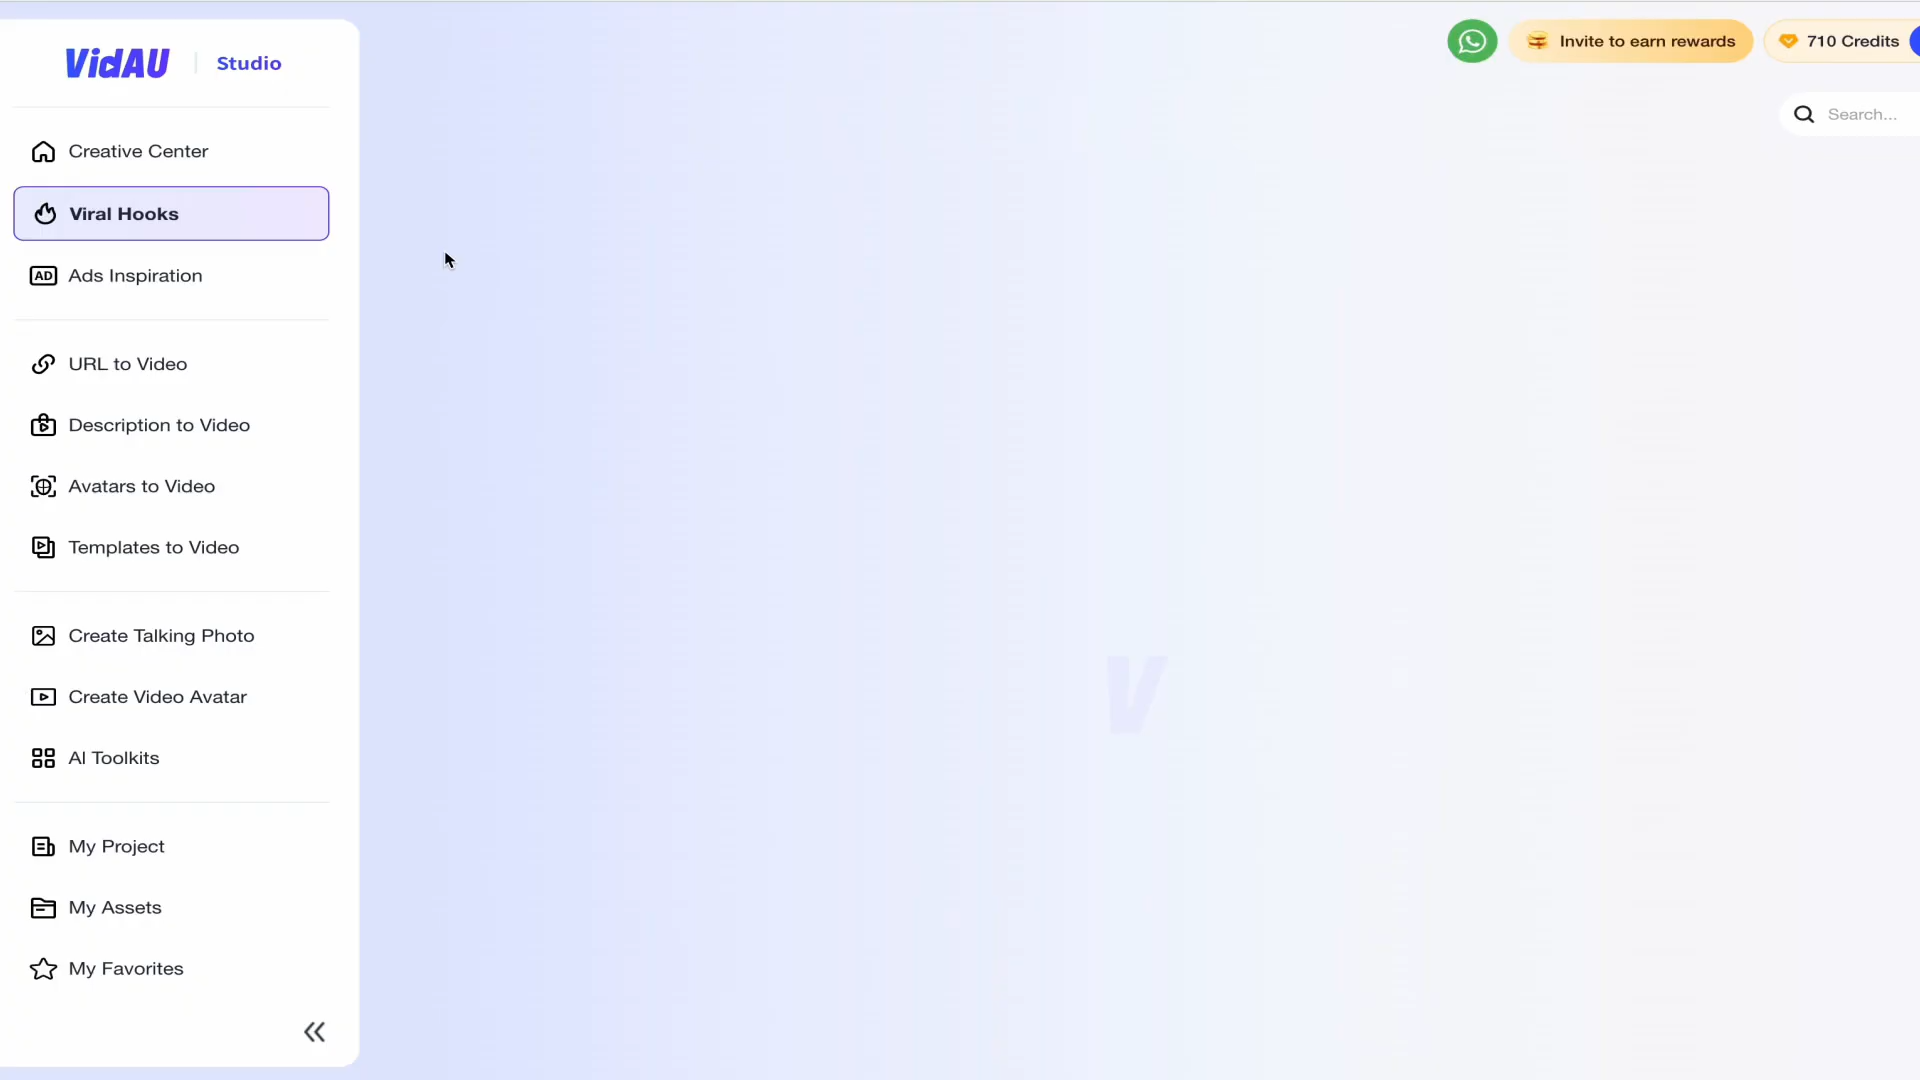 VidAU | Studio
Invite to earn rewards
710 Credits
Search...
Creative Center
Viral Hooks
AD Ads Inspiration
URL to Video
Description to Video
Avatars to Video
Templates to Video
Create Talking Photo
Create Video Avatar
AI Toolkits
My Project
My Assets
My Favorites
V